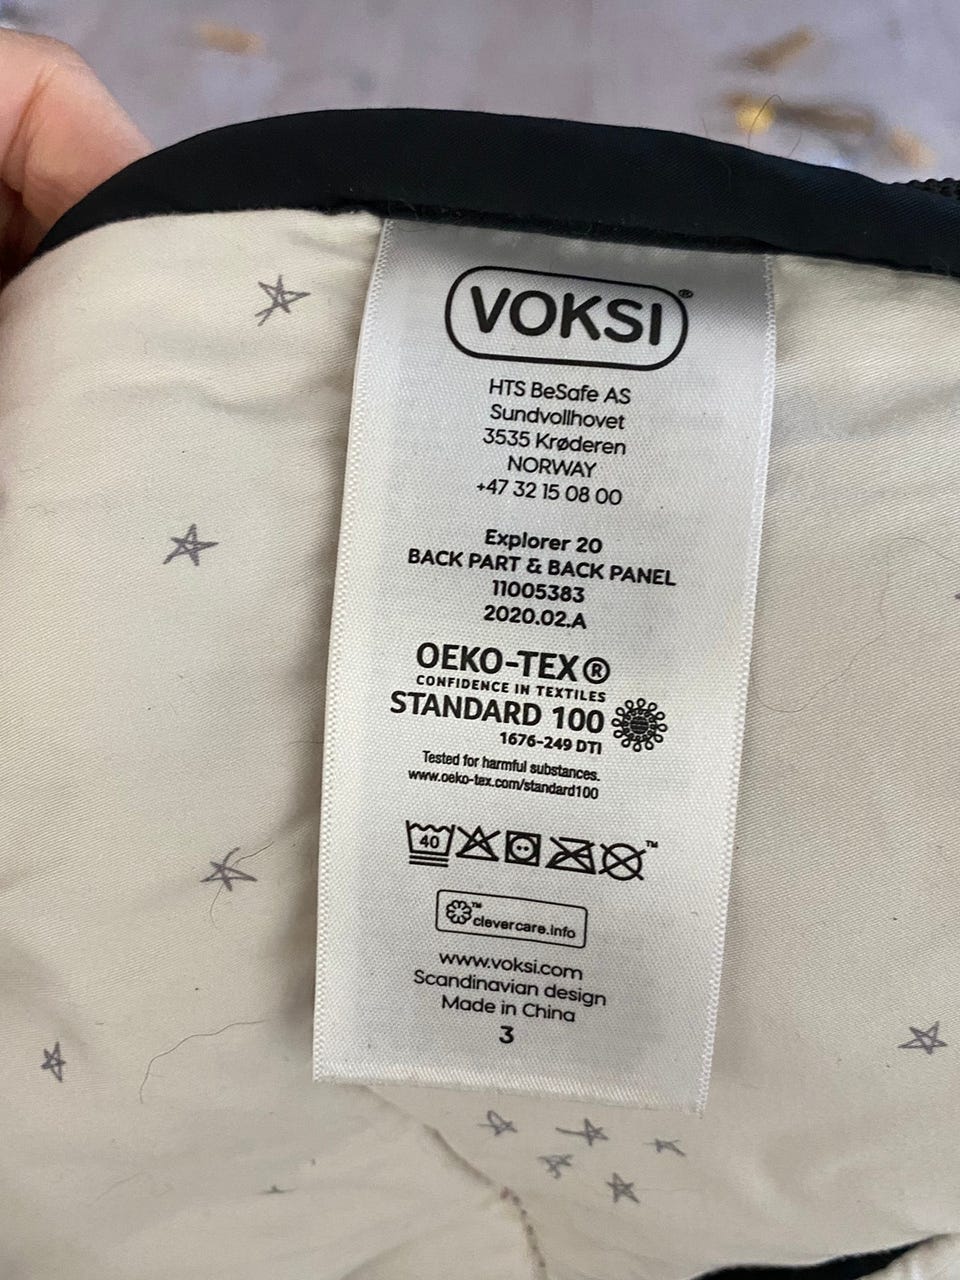 VOKSI®
HTS BeSafe AS
Sundvollhovet
3535 Krøderen
NORWAY
+47 32 15 08 00
Explorer 20
BACK PART & BACK PANEL
11005383
2020.02.A
OEKO-TEX®
CONFIDENCE IN TEXTILES
STANDARD 100
1676-249 DTI
Tested for harmful substances.
www.oeko-tex.com/standard100
40 ™
™ clevercare.info
www.voksi.com
Scandinavian design
Made in China
3